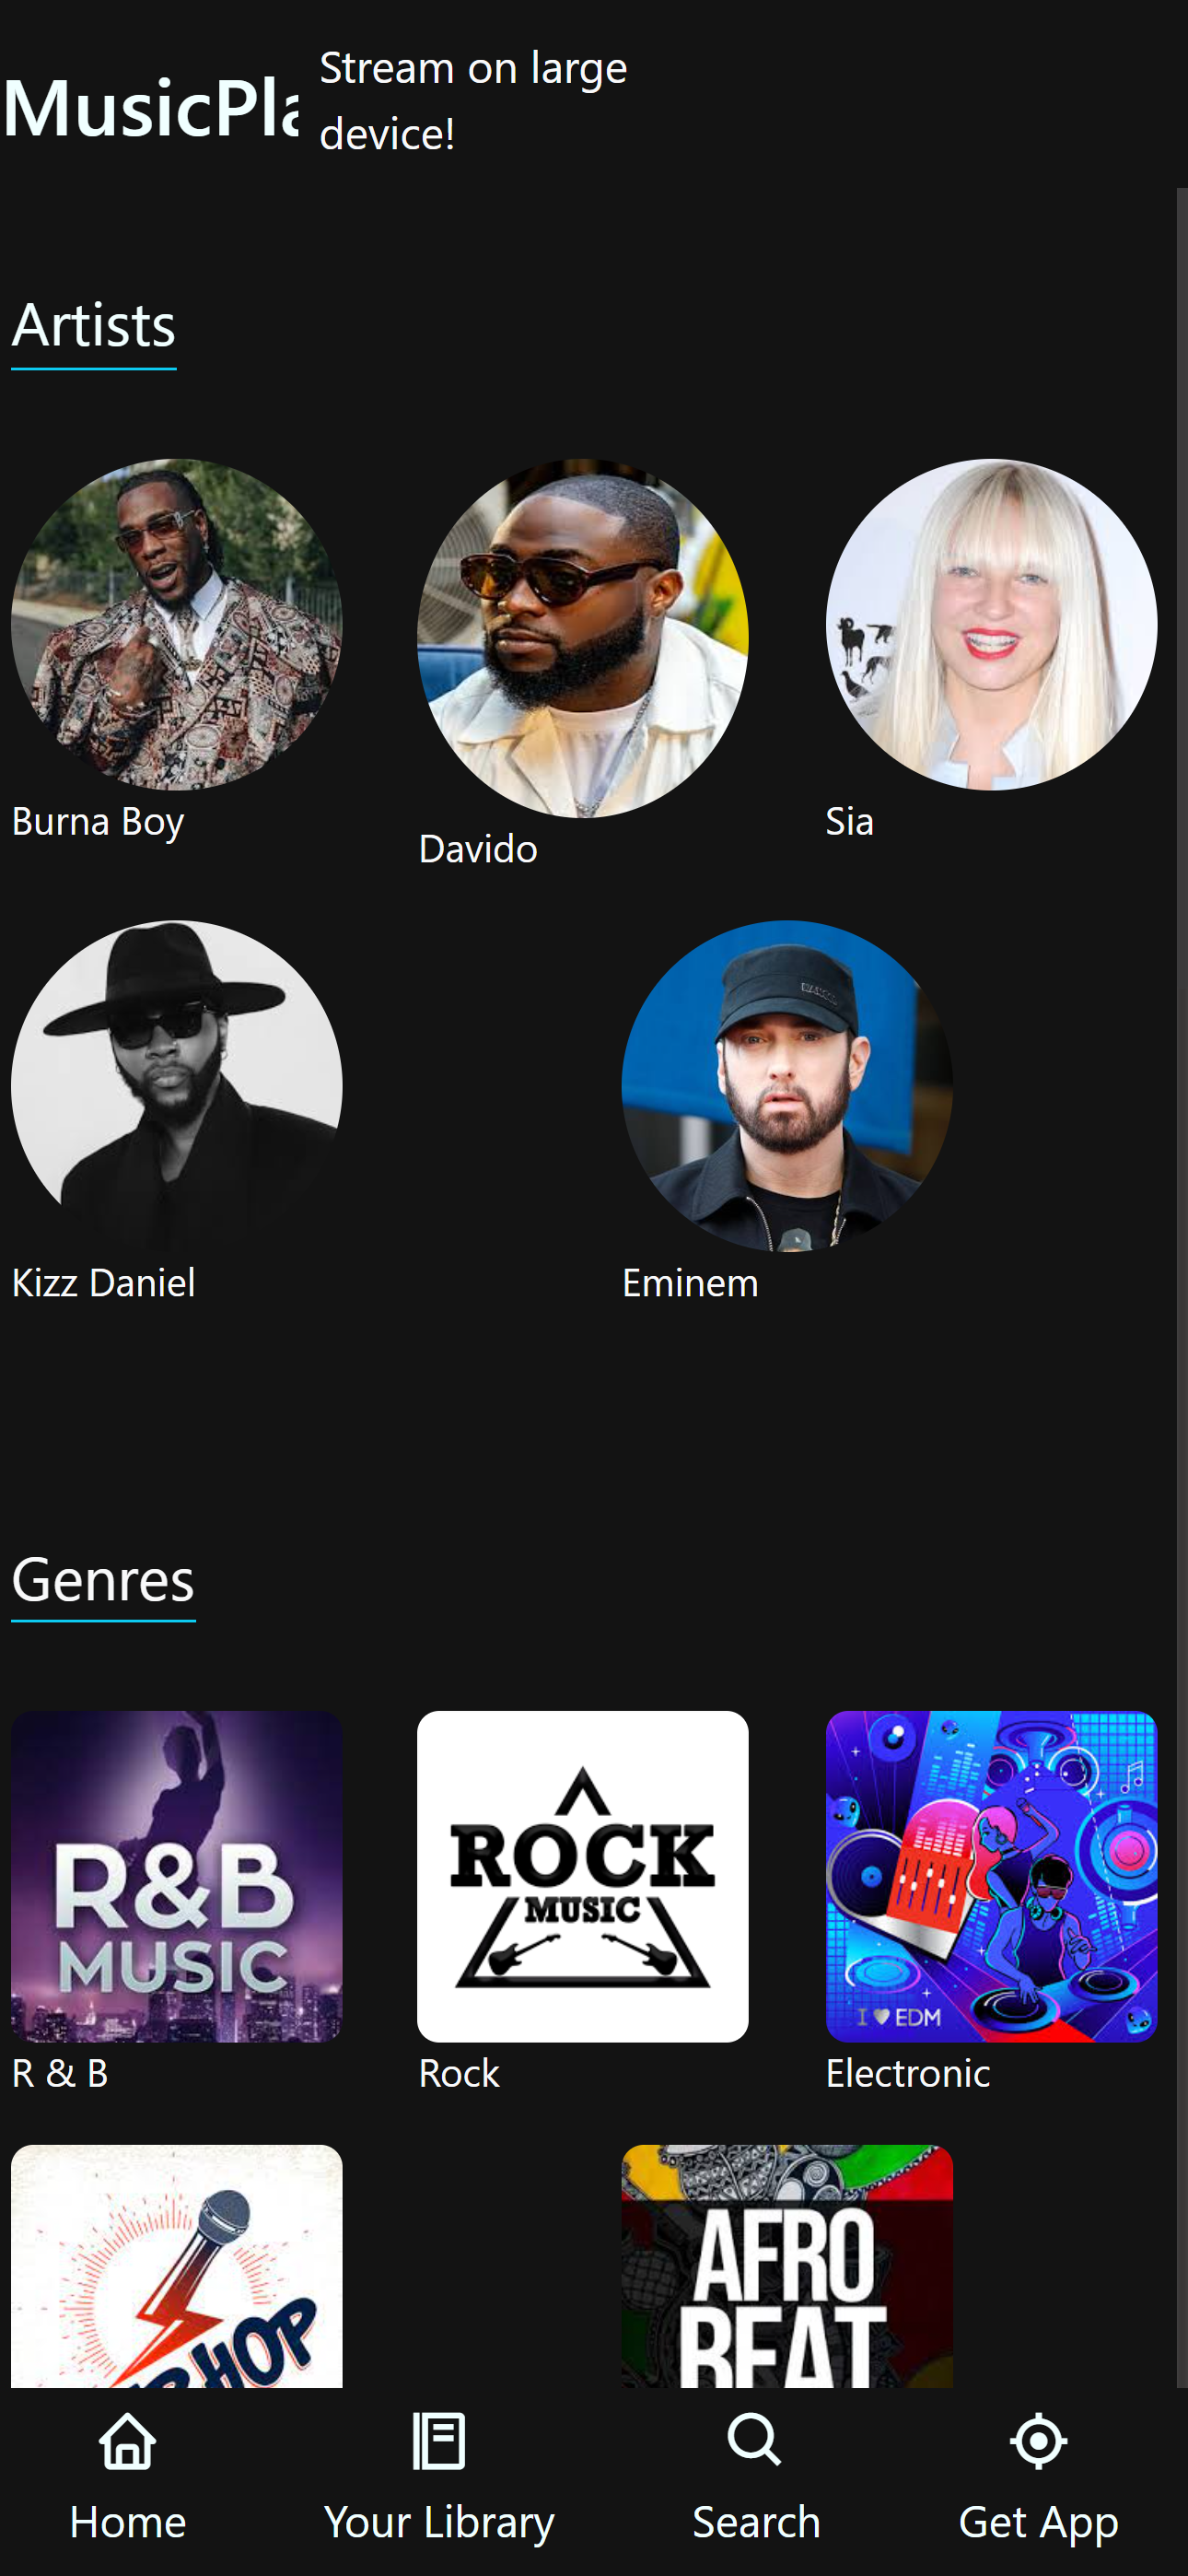 MusicPla
Stream on large
device!
Artists
Burna Boy
Davido
Sia
Kizz Daniel
Eminem
Genres
R&B
MUSIC
ROCK
MUSIC
I ♥ EDM
R & B
Rock
Electronic
HOP
AFRO
BEAT
Home
Your Library
Search
Get App